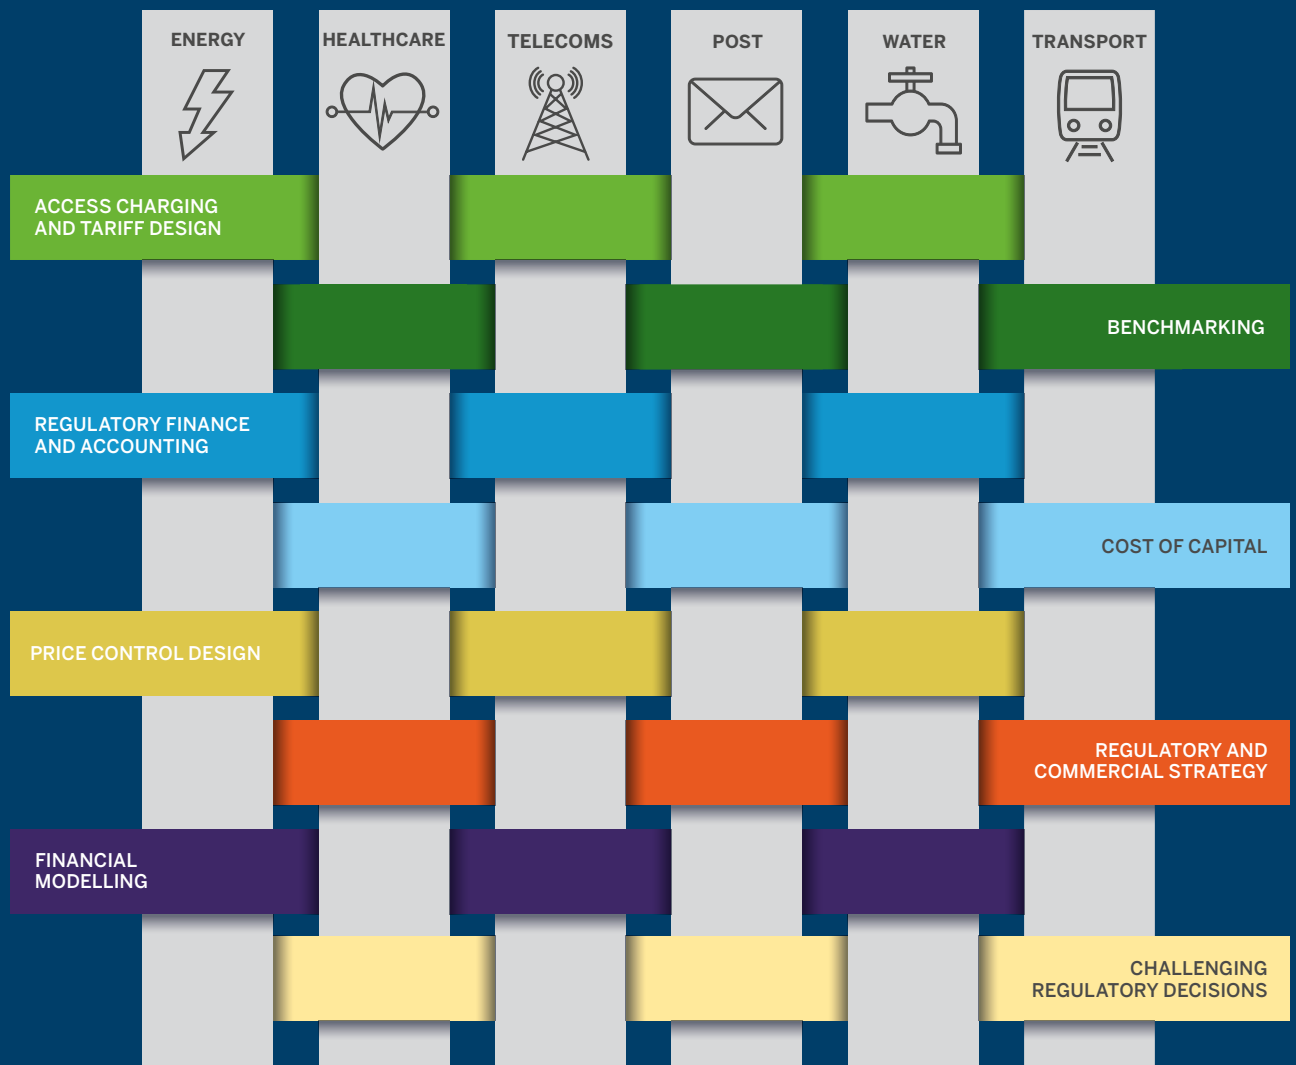 ENERGY
HEALTHCARE
TELECOMS
POST
WATER
TRANSPORT
ACCESS CHARGING
AND TARIFF DESIGN
BENCHMARKING
REGULATORY FINANCE
AND ACCOUNTING
COST OF CAPITAL
PRICE CONTROL DESIGN
REGULATORY AND
COMMERCIAL STRATEGY
FINANCIAL
MODELLING
CHALLENGING
REGULATORY DECISIONS